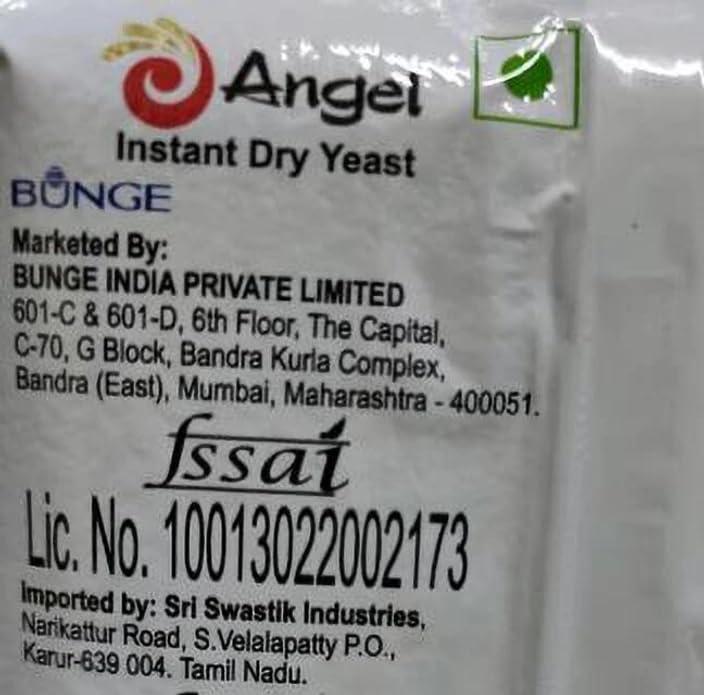 Angel
Instant Dry Yeast
BUNGE
Marketed By:
BUNGE INDIA PRIVATE LIMITED
601-C & 601-D, 6th Floor, The Capital,
C-70, G Block, Bandra Kurla Complex,
Bandra (East), Mumbai, Maharashtra - 400051.
fssai
Lic. No. 10013022002173
Imported by: Sri Swastik Industries,
Narikattur Road, S.Velalapatty P.O.,
Karur-639 004. Tamil Nadu.